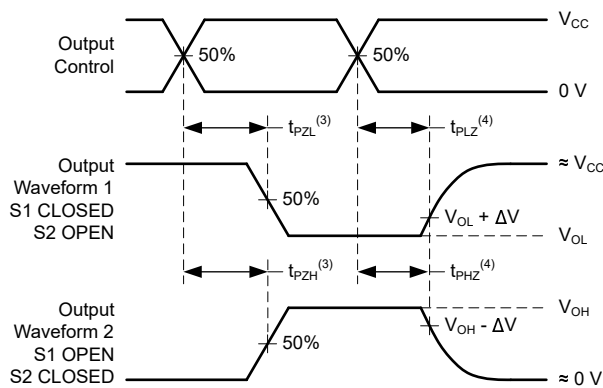 V_CC
Output
Control
50%
50%
0 V
t_PZL^(3)
t_PLZ^(4)
Output
Waveform 1
S1 CLOSED
S2 OPEN
≈ V_CC
50%
V_OL + ΔV
V_OL
t_PZH^(3)
t_PHZ^(4)
Output
Waveform 2
S1 OPEN
S2 CLOSED
V_OH
V_OH - ΔV
50%
≈ 0 V